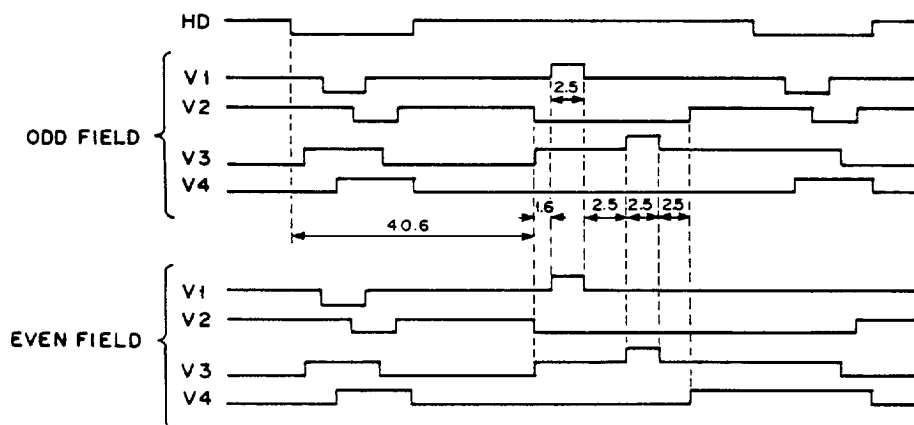 HD
ODD FIELD
V1
2.5
V2
V3
V4
1.6
2.5 2.5 2.5
40.6
EVEN FIELD
V1
V2
V3
V4